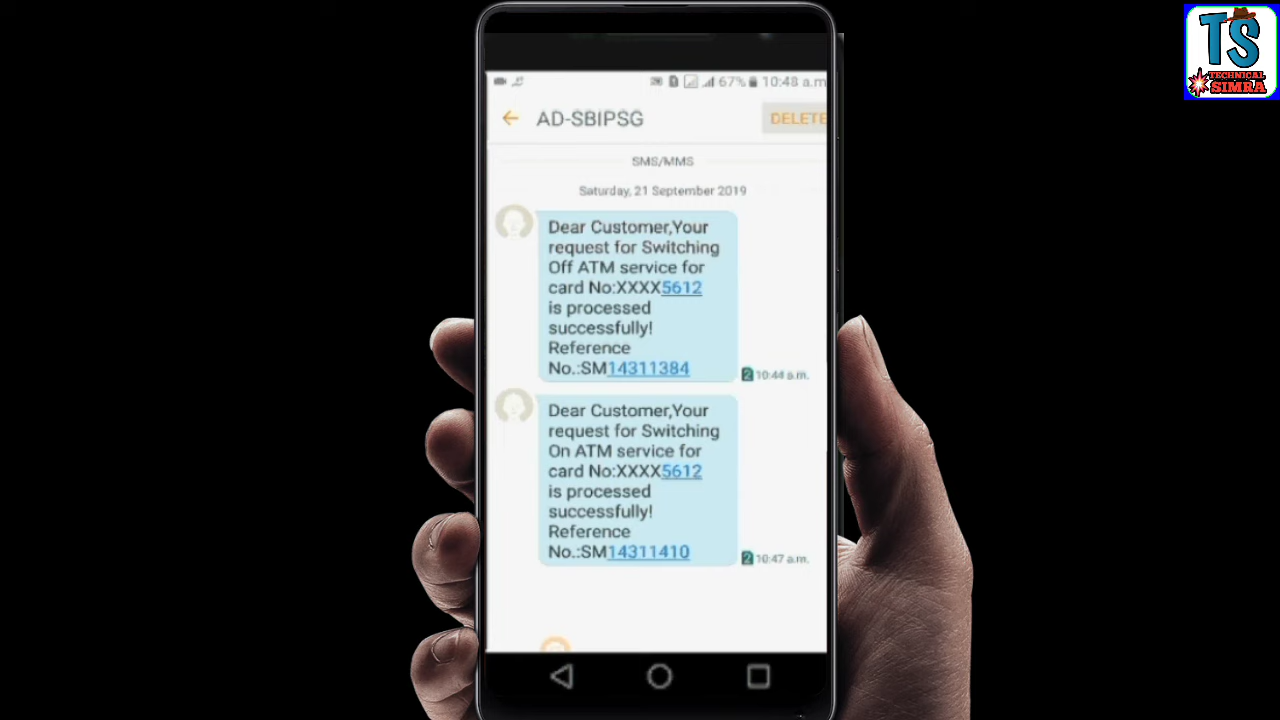 67% 10:48 a.m
AD-SBIPSG
DELETE
SMS/MMS
Saturday, 21 September 2019
Dear Customer,Your
request for Switching
Off ATM service for
card No:XXXX5612
is processed
successfully!
Reference
No.:SM14311384
2 10:44 a.m.
Dear Customer,Your
request for Switching
On ATM service for
card No:XXXX5612
is processed
successfully!
Reference
No.:SM14311410
2 10:47 a.m.
TS
TECHNICAL
SIMRA